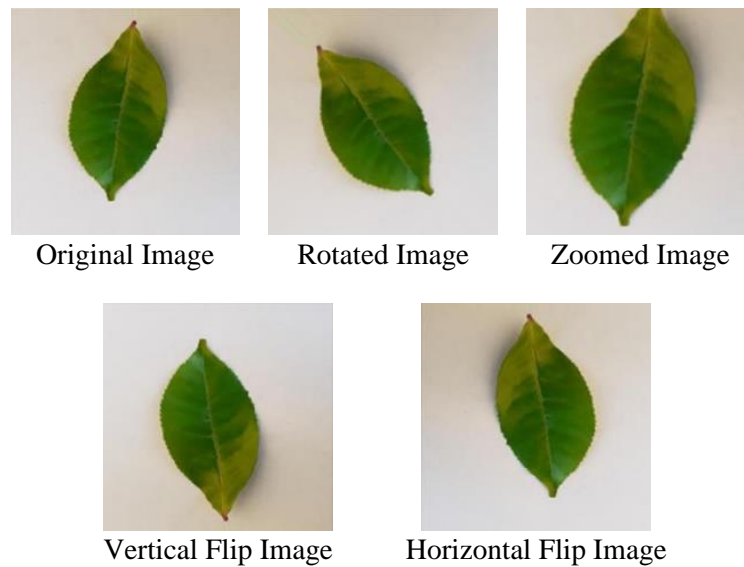 Original Image
Rotated Image
Zoomed Image
Vertical Flip Image
Horizontal Flip Image